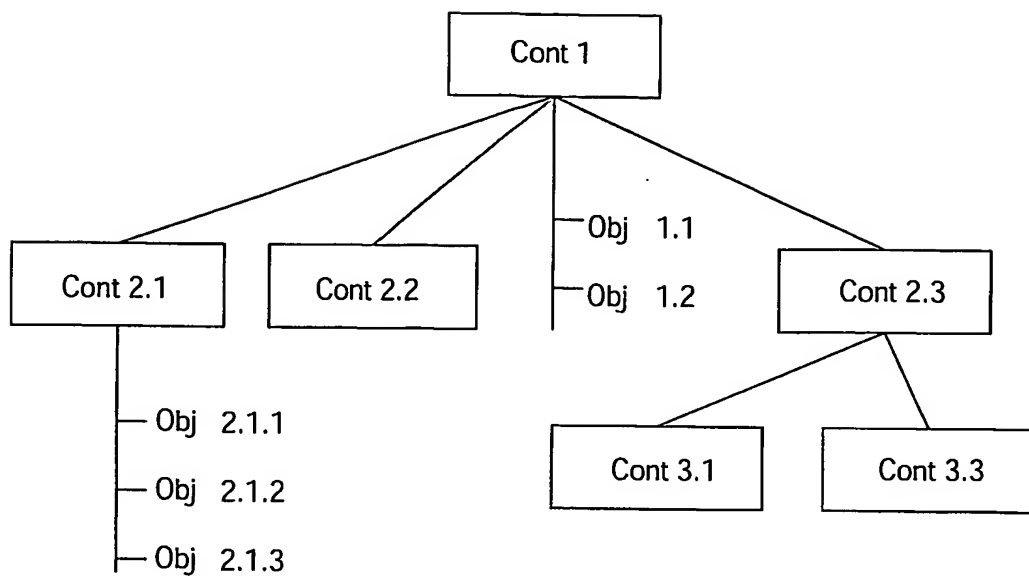 Cont 1
Obj 1.1
Cont 2.1
Cont 2.2
Obj 1.2
Cont 2.3
Obj 2.1.1
Cont 3.1
Cont 3.3
Obj 2.1.2
Obj 2.1.3